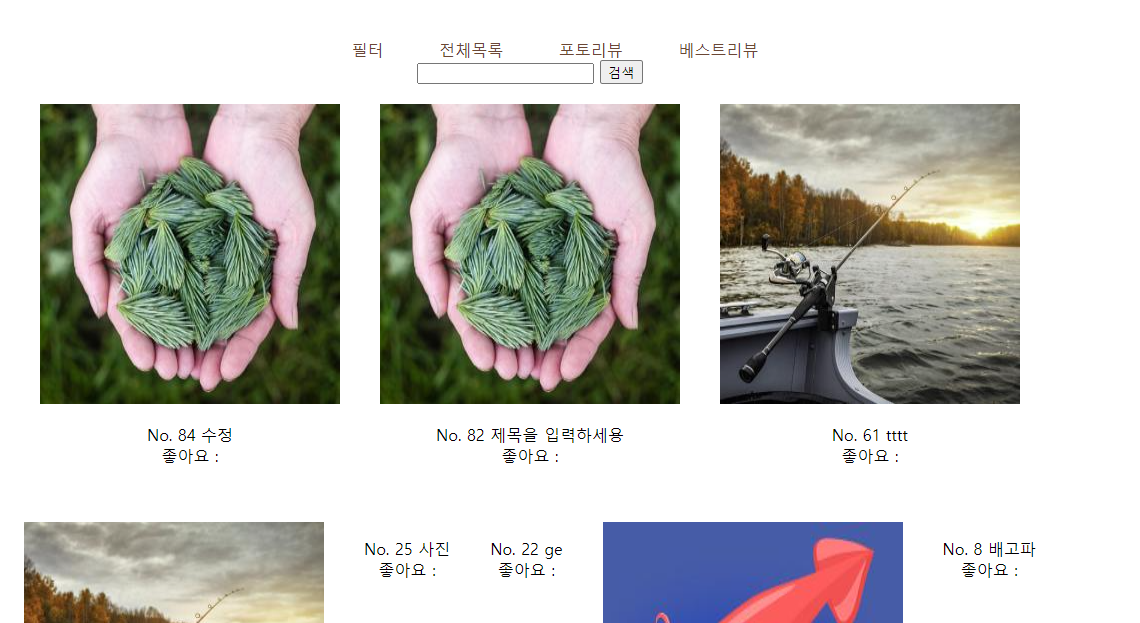 필터 전체목록 포토리뷰 베스트리뷰
검색
No. 84 수정
좋아요 :
No. 82 제목을 입력하세용
좋아요 :
No. 61 tttt
좋아요 :
No. 25 사진
좋아요 :
No. 22 ge
좋아요 :
No. 8 배고파
좋아요 :